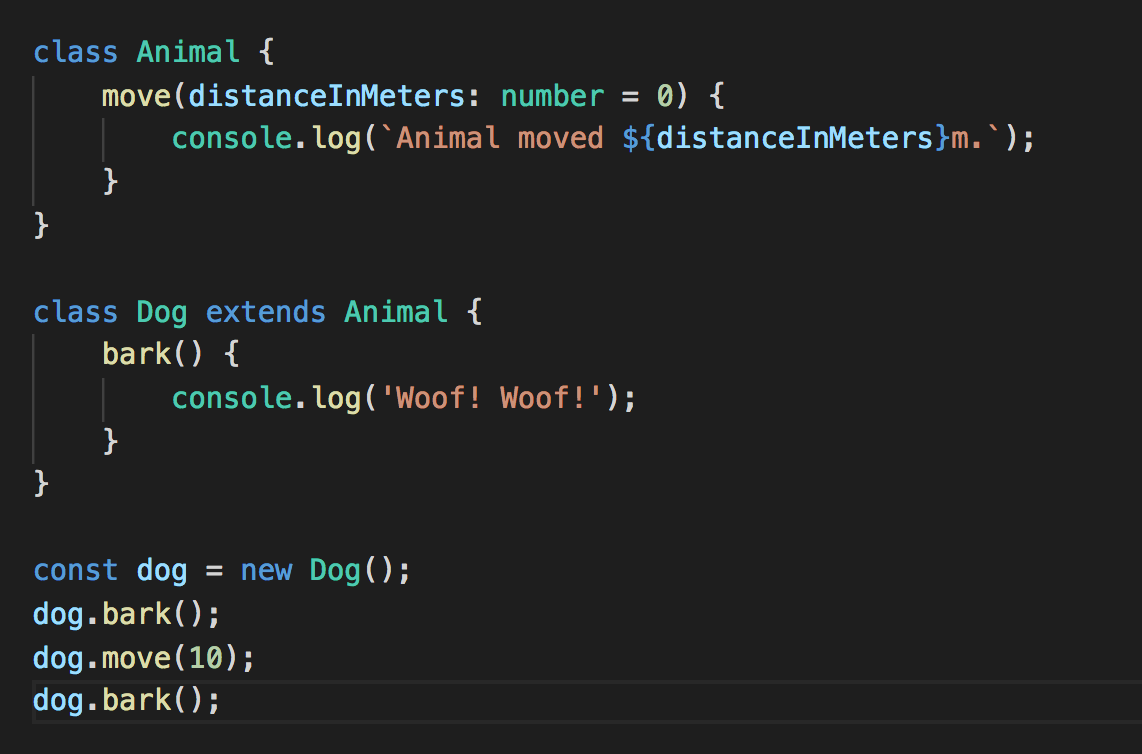 class Animal {
    move(distanceInMeters: number = 0) {
        console.log(`Animal moved ${distanceInMeters}m.`);
    }
}

class Dog extends Animal {
    bark() {
        console.log('Woof! Woof!');
    }
}

const dog = new Dog();
dog.bark();
dog.move(10);
dog.bark();